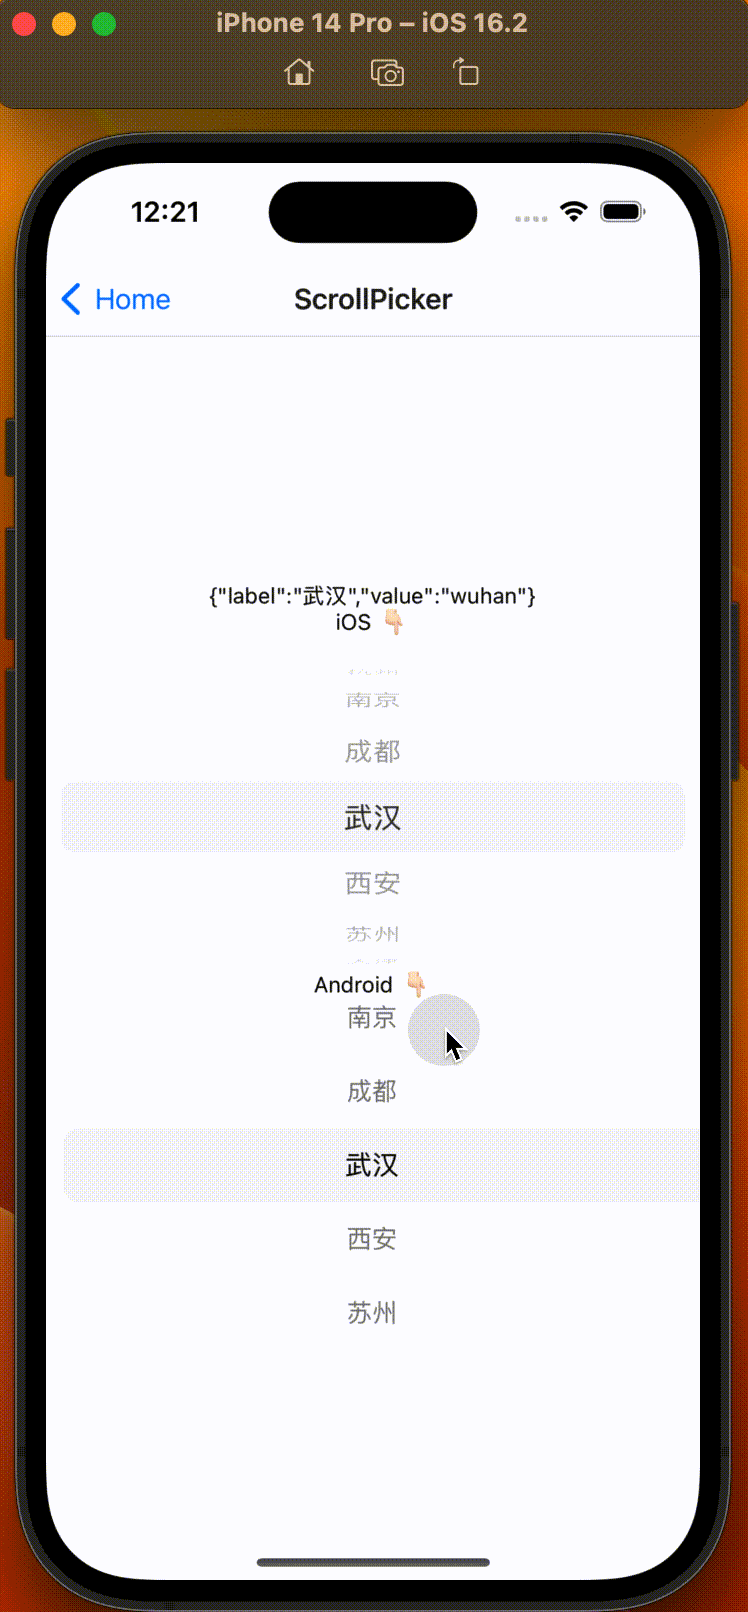 iPhone 14 Pro – iOS 16.2
12:21
Home
ScrollPicker
{"label":"武汉","value":"wuhan"}
iOS 👇🏻
南京
成都
武汉
西安
苏州
Android 👇🏻
南京
成都
武汉
西安
苏州